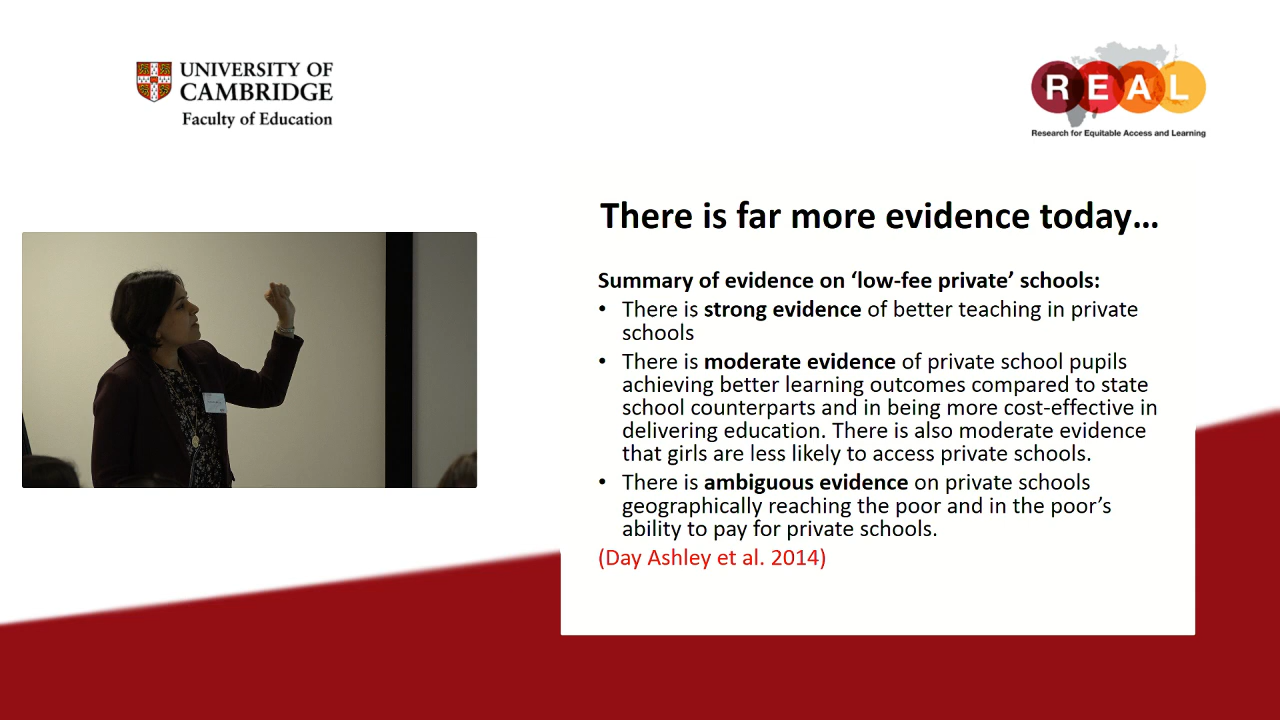 UNIVERSITY OF
CAMBRIDGE
Faculty of Education
REAL
Research for Equitable Access and Learning
There is far more evidence today…
Summary of evidence on ‘low-fee private’ schools:
• There is strong evidence of better teaching in private
schools
• There is moderate evidence of private school pupils
achieving better learning outcomes compared to state
school counterparts and in being more cost-effective in
delivering education. There is also moderate evidence
that girls are less likely to access private schools.
• There is ambiguous evidence on private schools
geographically reaching the poor and in the poor’s
ability to pay for private schools.
(Day Ashley et al. 2014)